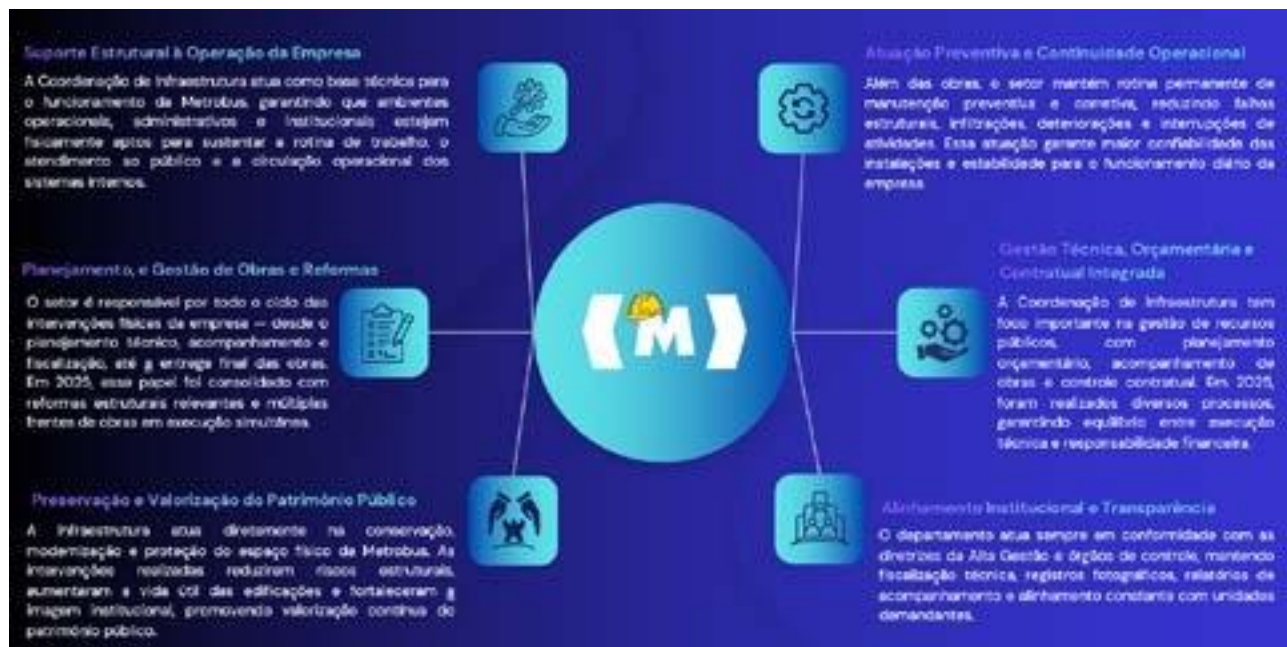 Suporte Estrutural à Operação da Empresa
A Coordenação de Infraestrutura atua como base técnica para
o funcionamento da Metrobus, garantindo que ambientes
operacionais, administrativos e institucionais estejam
fisicamente aptos para sustentar a rotina de trabalho, o
atendimento ao público e a circulação operacional dos
sistemas internos.
Planejamento, e Gestão de Obras e Reformas
O setor é responsável por todo o ciclo das
intervenções físicas da empresa — desde o
planejamento técnico, acompanhamento e
fiscalização, até a entrega final das obras.
Em 2025, esse papel foi consolidado com
reformas estruturais relevantes e múltiplas
frentes de obras em execução simultânea.
Preservação e Valorização do Patrimônio Público
A Infraestrutura atua diretamente na conservação,
modernização e proteção do espaço físico da Metrobus. As
intervenções realizadas reduziram riscos estruturais,
aumentaram a vida útil das edificações e fortaleceram a
imagem institucional, promovendo valorização contínua do
patrimônio público.
M
Atuação Preventiva e Continuidade Operacional
Além das obras, o setor mantém rotina permanente de
manutenção preventiva e corretiva, reduzindo falhas
estruturais, infiltrações, deteriorações e interrupções de
atividades. Essa atuação garante maior confiabilidade das
instalações e estabilidade para o funcionamento diário da
empresa.
Gestão Técnica, Orçamentária e
Contratual Integrada
A Coordenação de Infraestrutura tem
foco importante na gestão de recursos
públicos, com planejamento
orçamentário, acompanhamento de
obras e controle contratual. Em 2025,
foram realizados diversos processos,
garantindo equilíbrio entre execução
técnica e responsabilidade financeira.
Alinhamento Institucional e Transparência
O departamento atua sempre em conformidade com as
diretrizes da Alta Gestão e órgãos de controle, mantendo
fiscalização técnica, registros fotográficos, relatórios de
acompanhamento e alinhamento constante com unidades
demandantes.